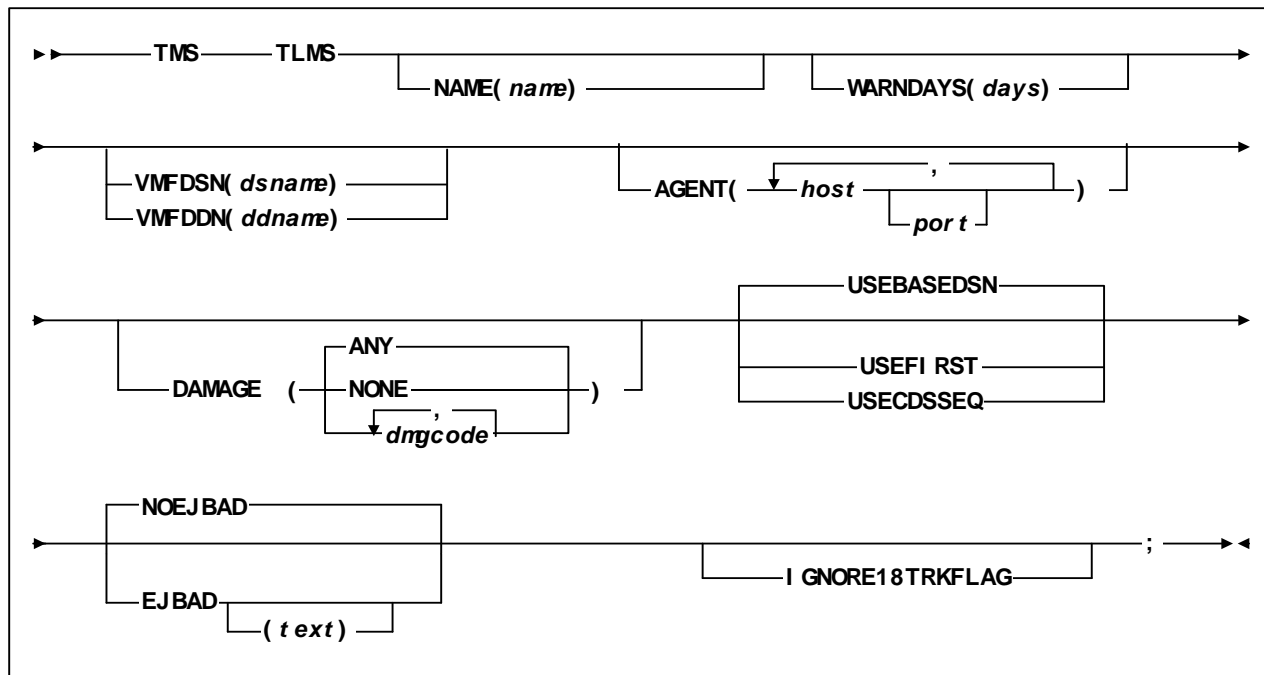 TMS TLMS
NAME(name) WARNDAYS(days)
VMFDSN(dsname)
VMFDDN(ddname)
AGENT( host , )
port
USEBASEDSN
DAMAGE ( ANY
NONE )
, dmgcode
USEFIRST
USECDSSEQ
NOEJBAD
EJBAD
(text)
IGNORE18TRKFLAG ;